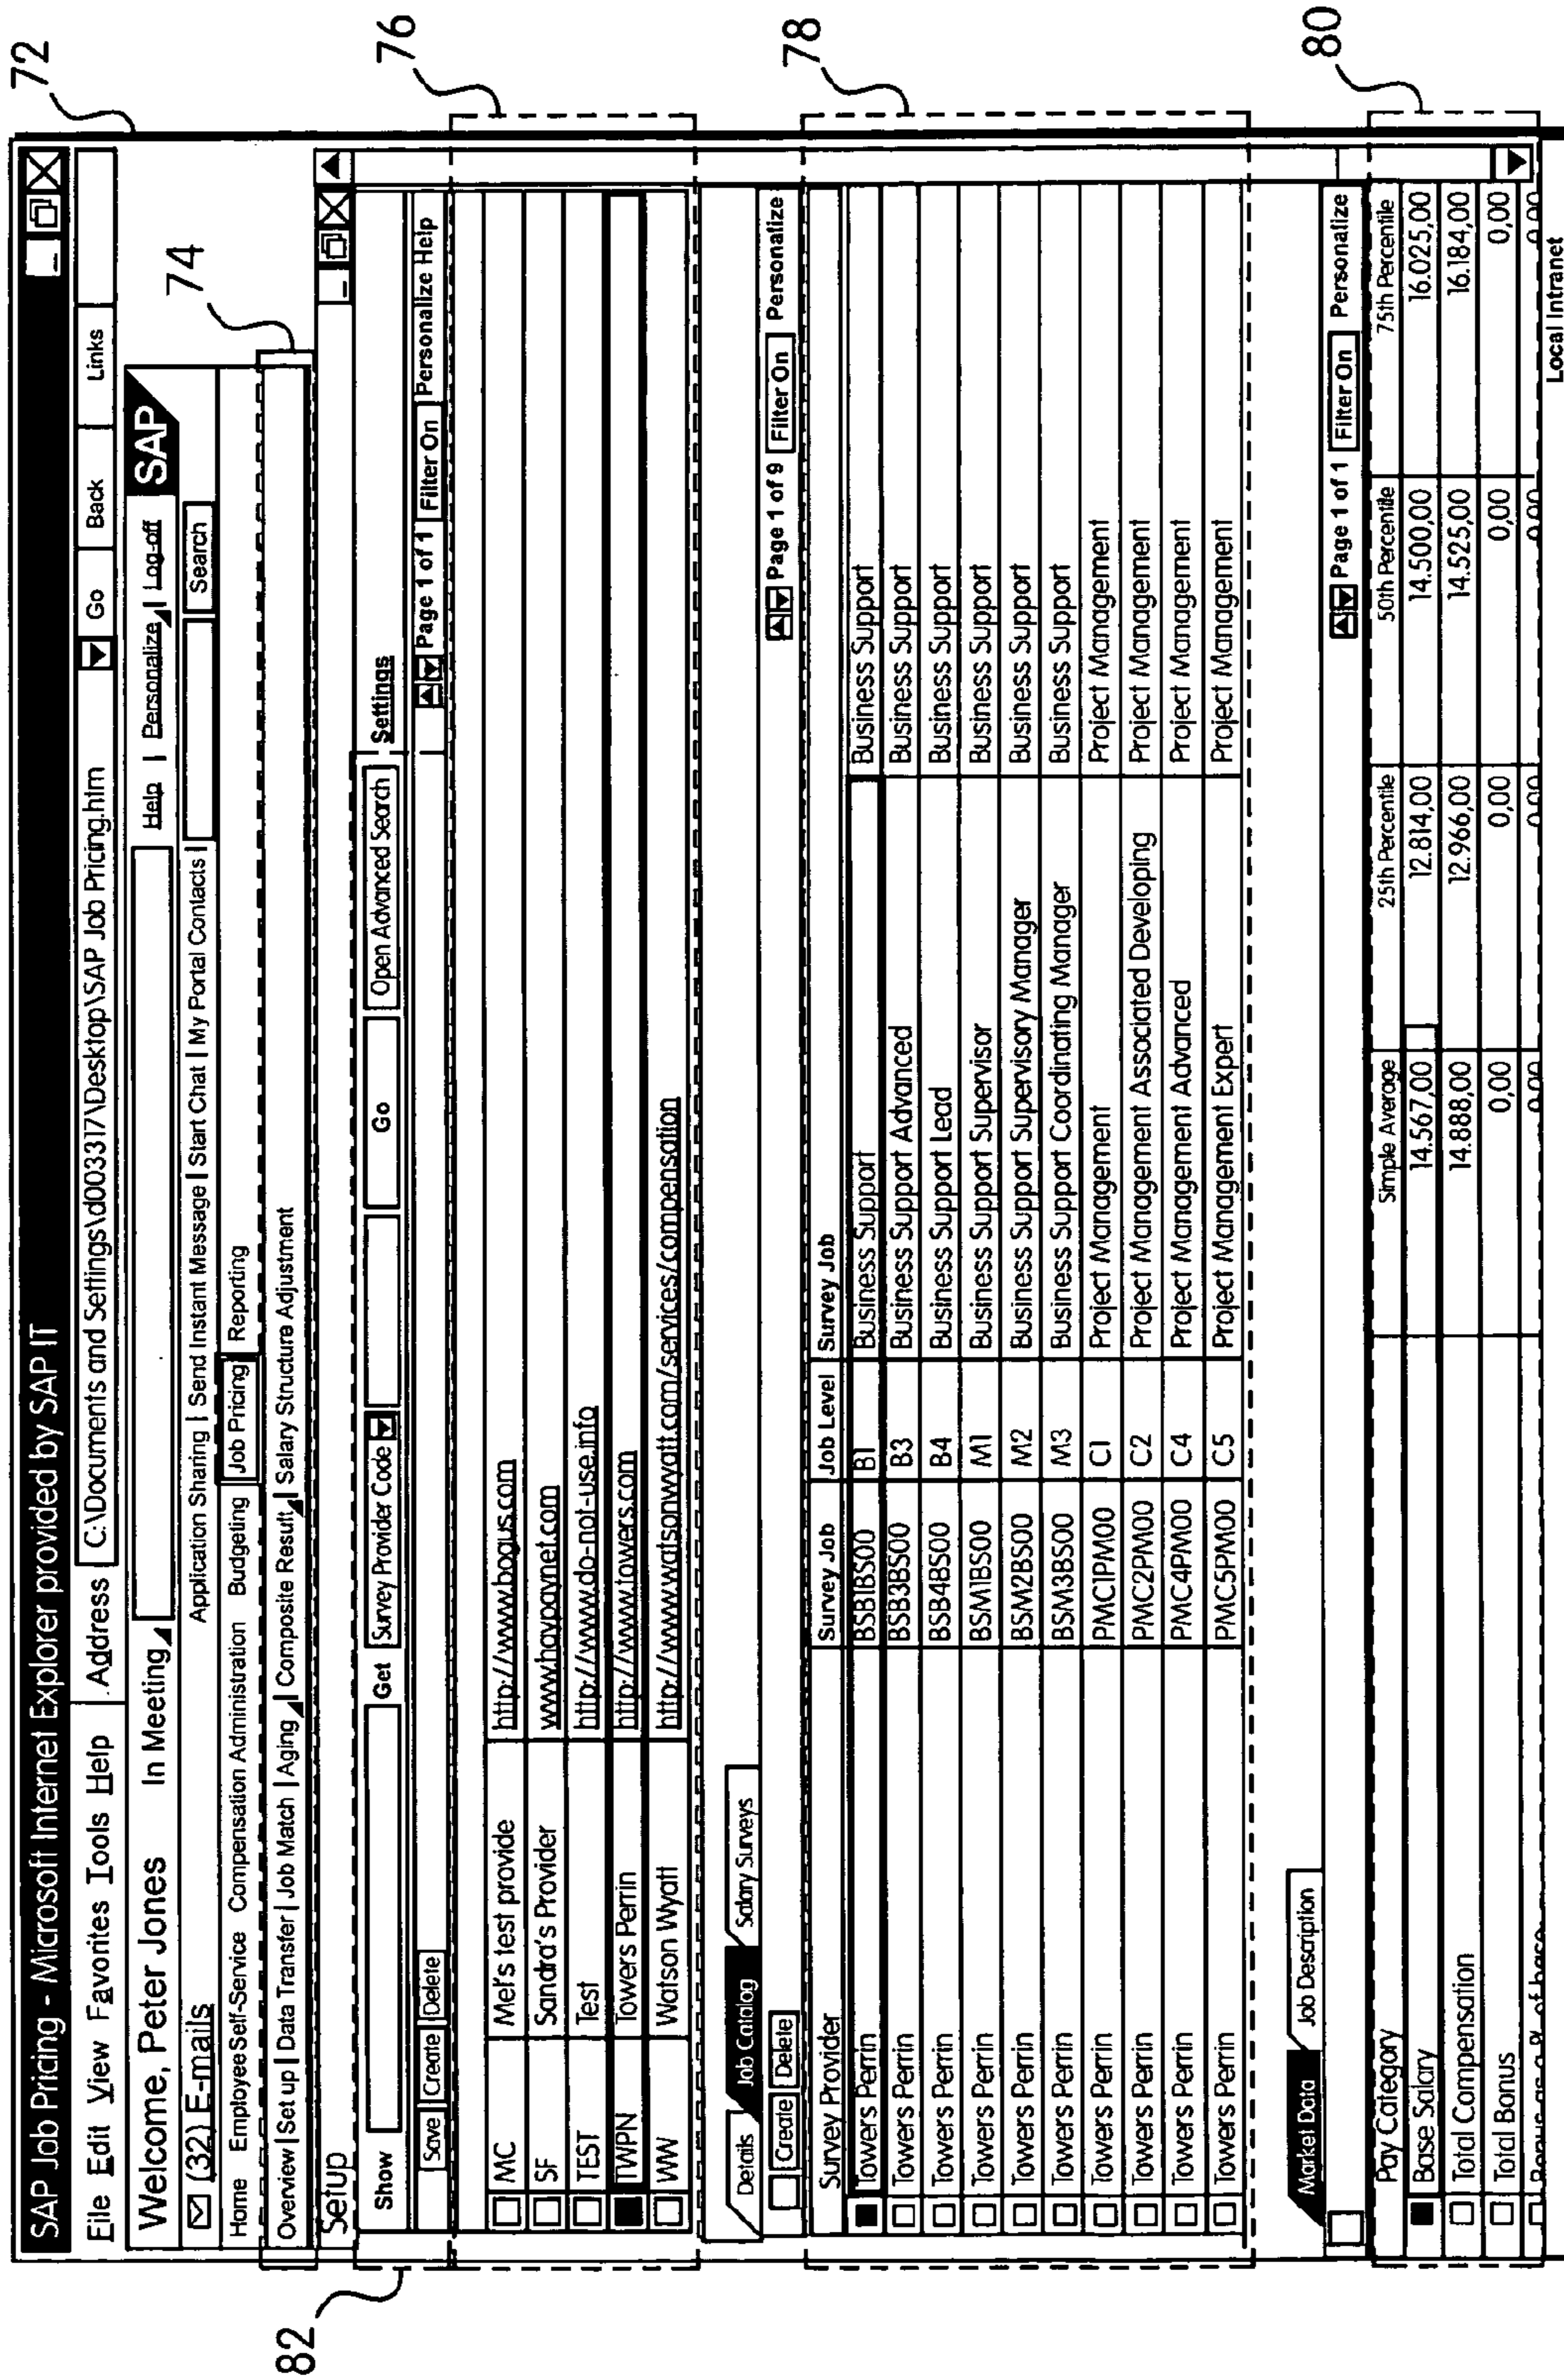 72
SAP Job Pricing - Microsoft Internet Explorer provided by SAP IT
File Edit View Favorites Tools Help Address C:\Documents and Settings\d003317\Desktop\SAP Job Pricing.htm Go Back Links
Welcome, Peter Jones In Meeting Help | Personalize | Log-off SAP
74
(32) E-mails Application Sharing | Send Instant Message | Start Chat | My Portal Contacts | Search
Home Employee Self-Service Compensation Administration Budgeting Job Pricing Reporting
Overview | Set up | Data Transfer | Job Match | Aging | Composite Result | Salary Structure Adjustment
Setup
82
Show Get Survey Provider Code Go Open Advanced Search Settings
Save Create Delete Page 1 of 1 Filter On Personalize Help
76
MC Mel's test provide http://www.bogus.com
SF Sandra's Provider www.haypaynet.com
TEST Test http://www.do-not-use.info
TWPN Towers Perrin http://www.towers.com
WW Watson Wyatt http://www.watsonwyatt.com/services/compensation
Details Job Catalog Salary Surveys
Create Delete Page 1 of 9 Filter On Personalize
78
Survey Provider Survey Job Job Level Survey Job
Towers Perrin BSB1BS00 B1 Business Support Business Support
Towers Perrin BSB3BS00 B3 Business Support Advanced Business Support
Towers Perrin BSB4BS00 B4 Business Support Lead Business Support
Towers Perrin BSM1BS00 M1 Business Support Supervisor Business Support
Towers Perrin BSM2BS00 M2 Business Support Supervisory Manager Business Support
Towers Perrin BSM3BS00 M3 Business Support Coordinating Manager Business Support
Towers Perrin PMC1PM00 C1 Project Management Project Management
Towers Perrin PMC2PM00 C2 Project Management Associated Developing Project Management
Towers Perrin PMC4PM00 C4 Project Management Advanced Project Management
Towers Perrin PMC5PM00 C5 Project Management Expert Project Management
Market Data Job Description
Page 1 of 1 Filter On Personalize
80
Pay Category Simple Average 25th Percentile 50th Percentile 75th Percentile
Base Salary 14.567,00 12.814,00 14.500,00 16.025,00
Total Compensation 14.888,00 12.966,00 14.525,00 16.184,00
Total Bonus 0,00 0,00 0,00 0,00
Bonus as a % of base 0,00 0,00 0,00 0,00
Local Intranet